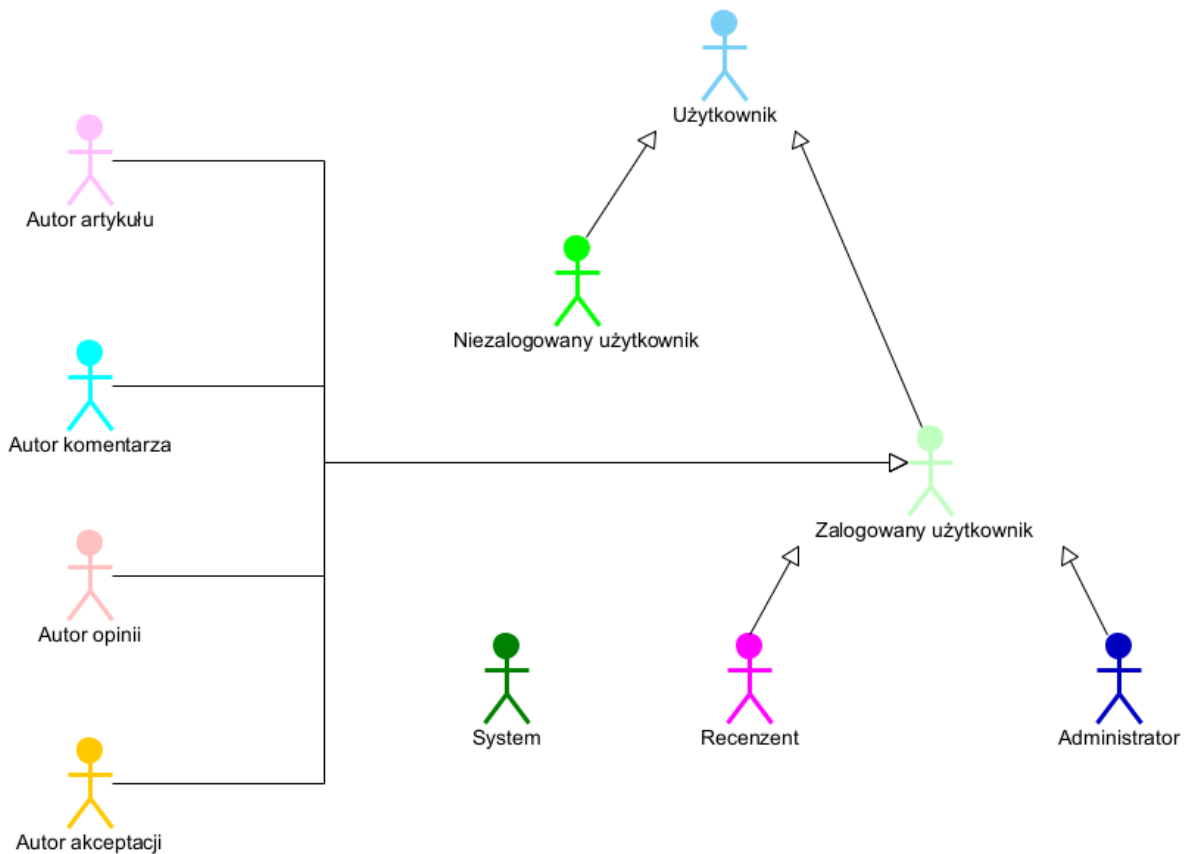 Użytkownik
Autor artykułu
Niezalogowany użytkownik
Autor komentarza
Zalogowany użytkownik
Autor opinii
System
Recenzent
Administrator
Autor akceptacji